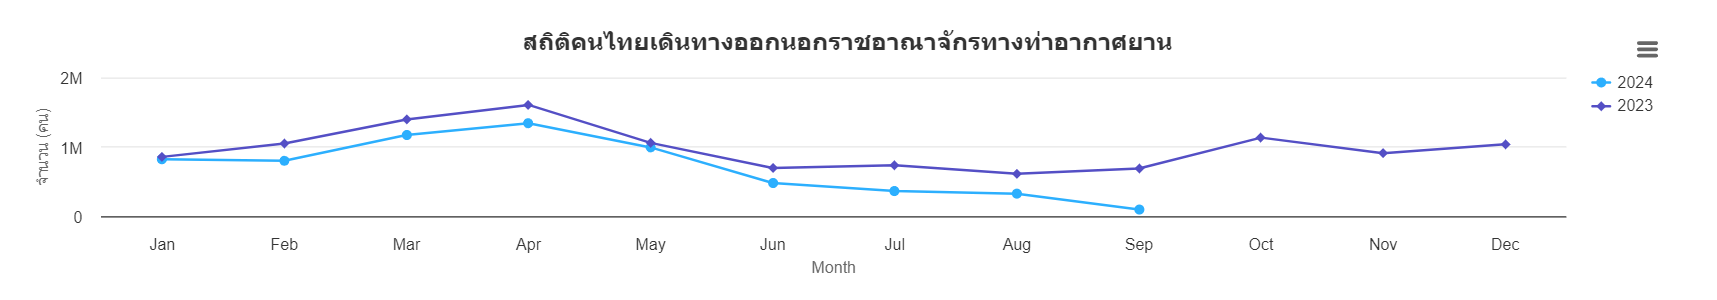 สถิติคนไทยเดินทางออกนอกราชอาณาจักรทางท่าอากาศยาน
2024
2023
จำนวน (คน)
2M
1M
0
Jan Feb Mar Apr May Jun Jul Aug Sep Oct Nov Dec
Month